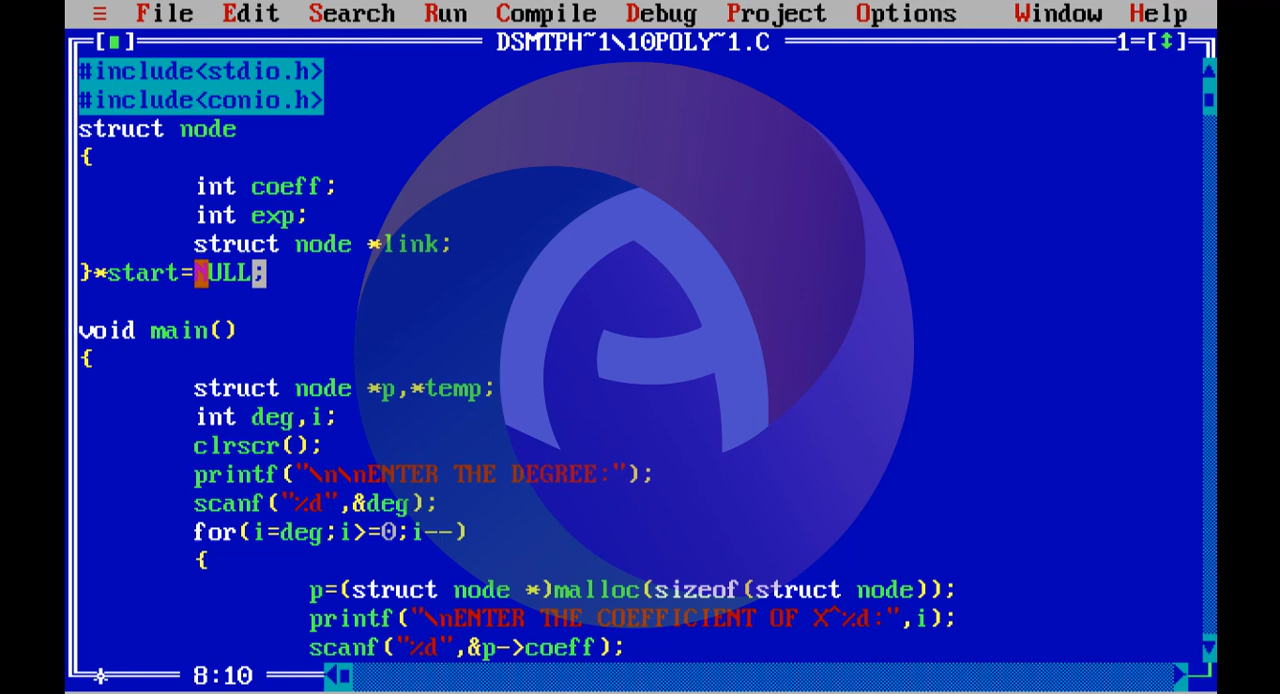 ≡ File Edit Search Run Compile Debug Project Options Window Help
DSMTPH~1\10POLY~1.C 1
#include<stdio.h>
#include<conio.h>
struct node
{
int coeff;
int exp;
struct node *link;
}*start=NULL;
void main()
{
struct node *p,*temp;
int deg,i;
clrscr();
printf("\n\nENTER THE DEGREE:");
scanf("%d",&deg);
for(i=deg;i>=0;i--)
{
p=(struct node *)malloc(sizeof(struct node));
printf("\nENTER THE COEFFICIENT OF X^%d:",i);
scanf("%d",&p->coeff);
8:10